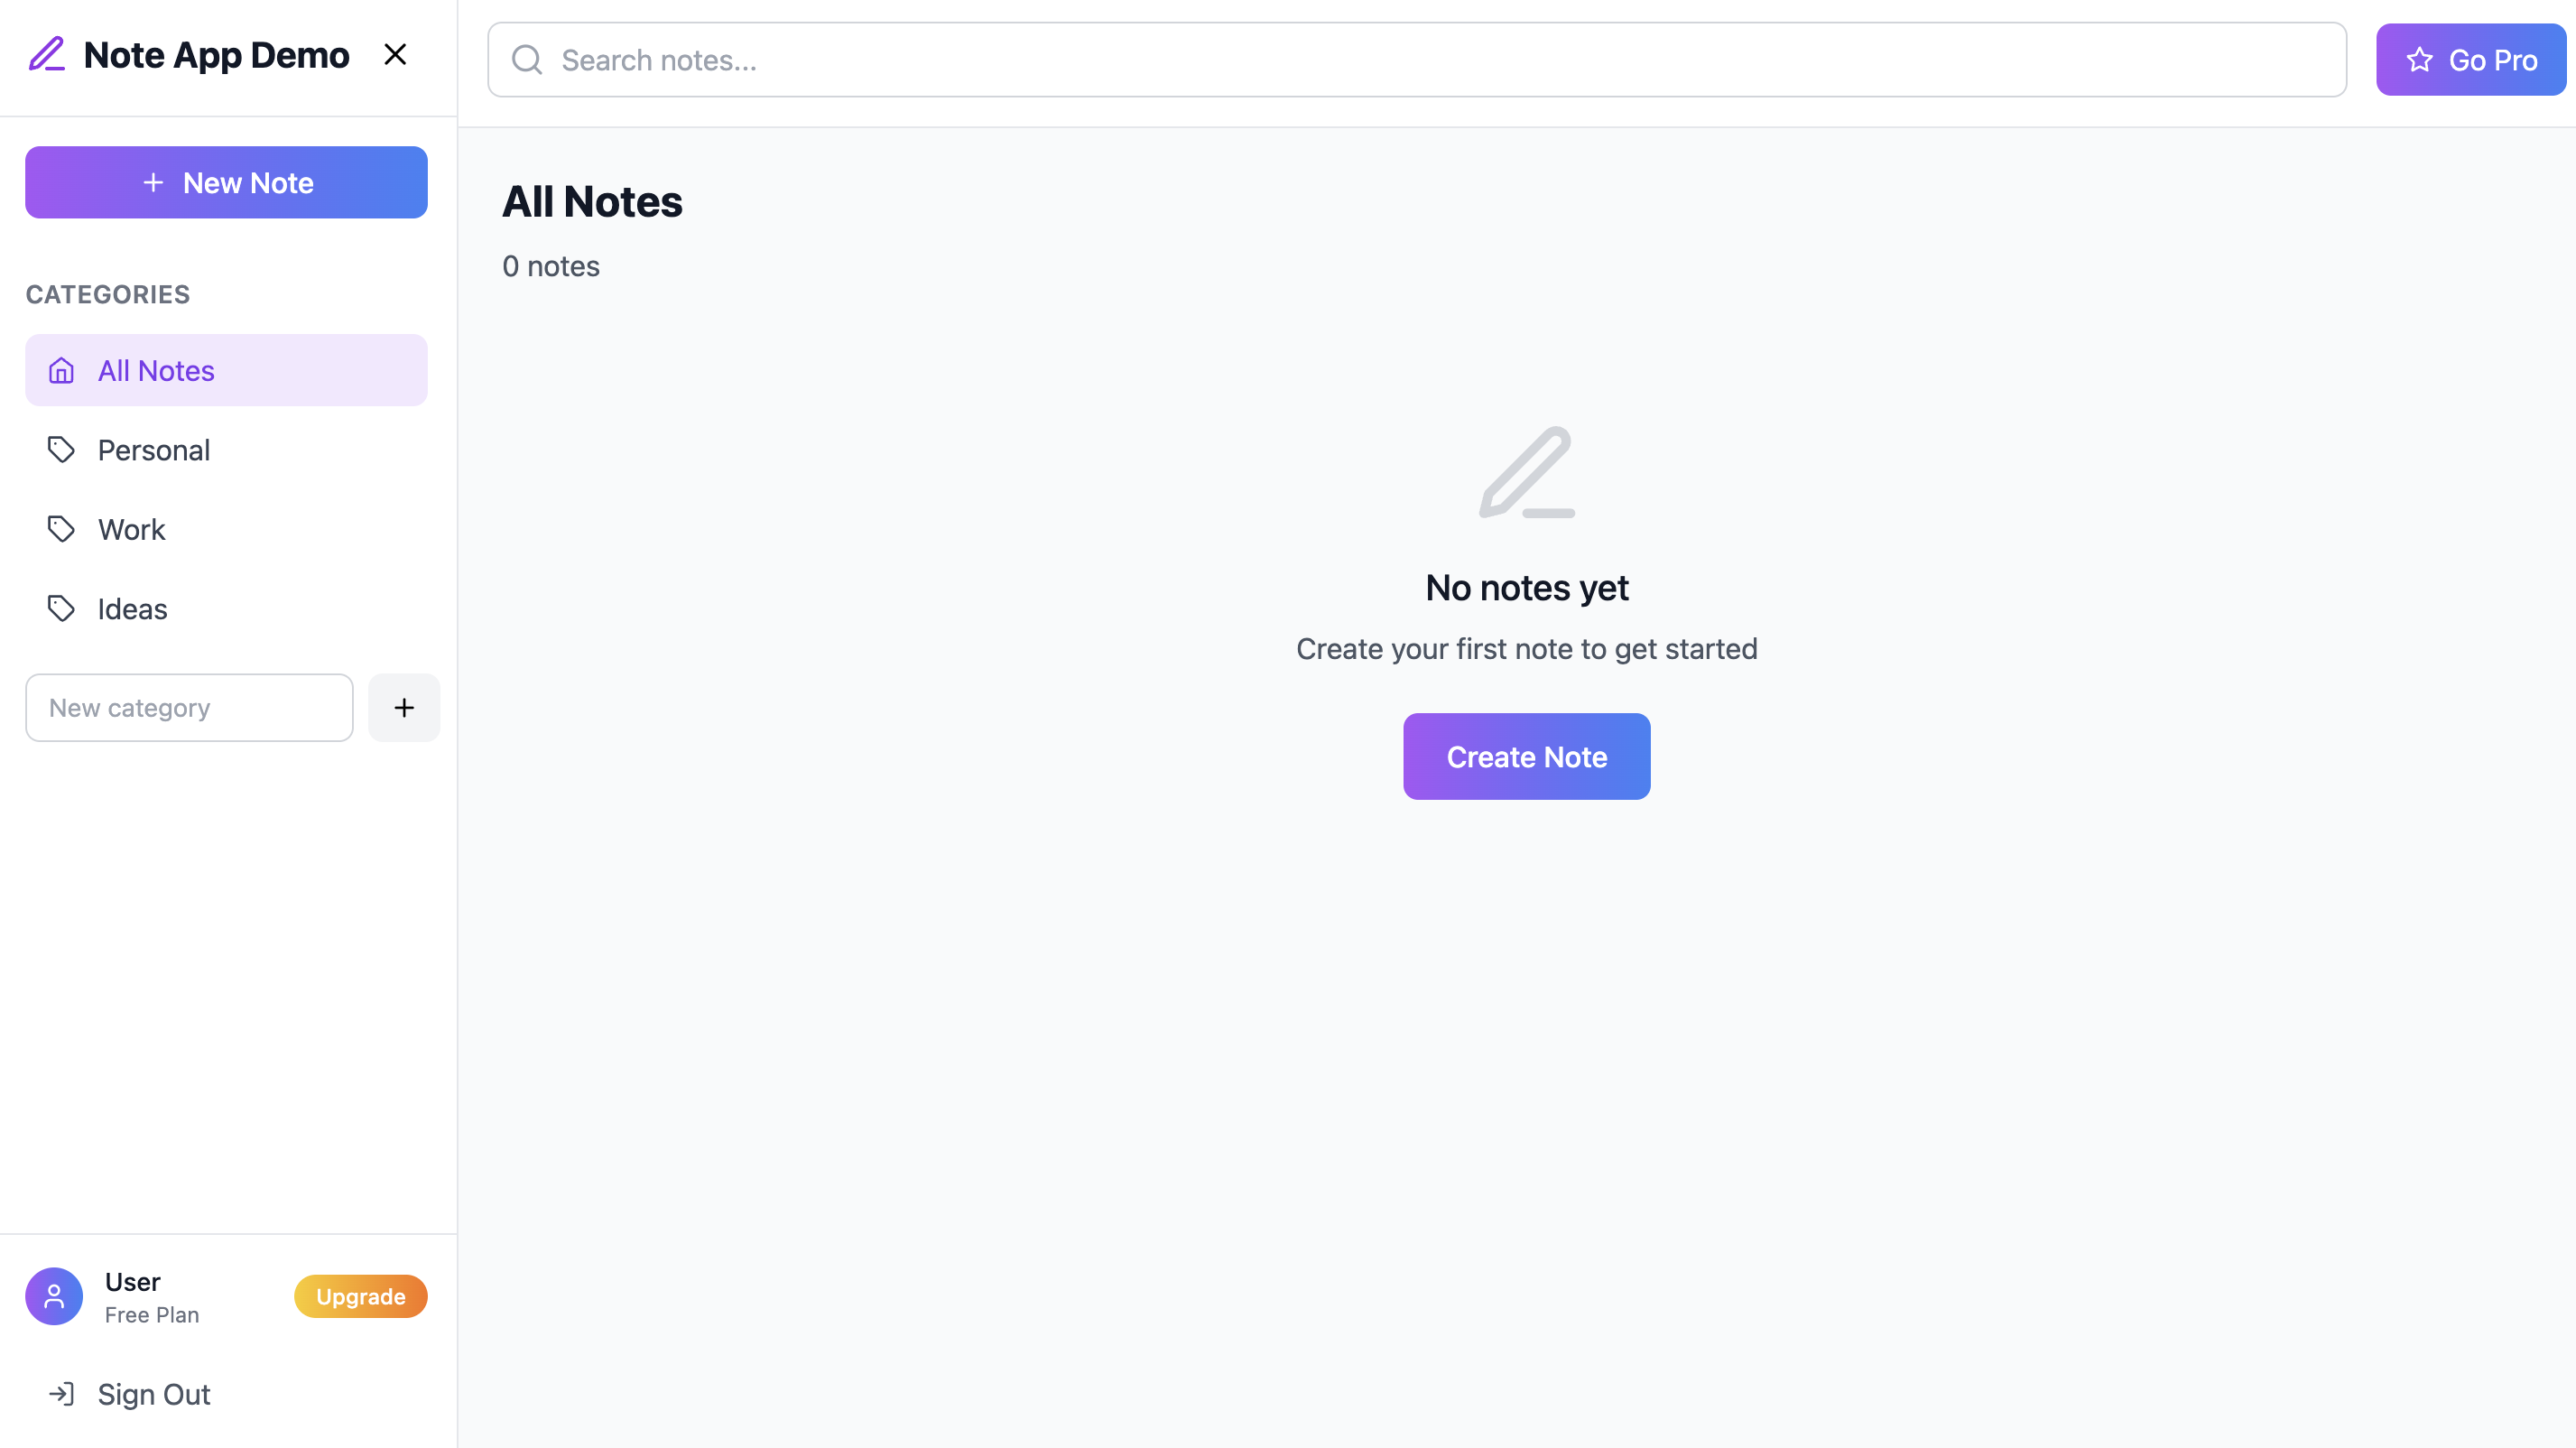 Note App Demo
New Note
CATEGORIES
All Notes
Personal
Work
Ideas
New category
User
Free Plan
Upgrade
Sign Out
Search notes...
Go Pro
All Notes
0 notes
No notes yet
Create your first note to get started
Create Note